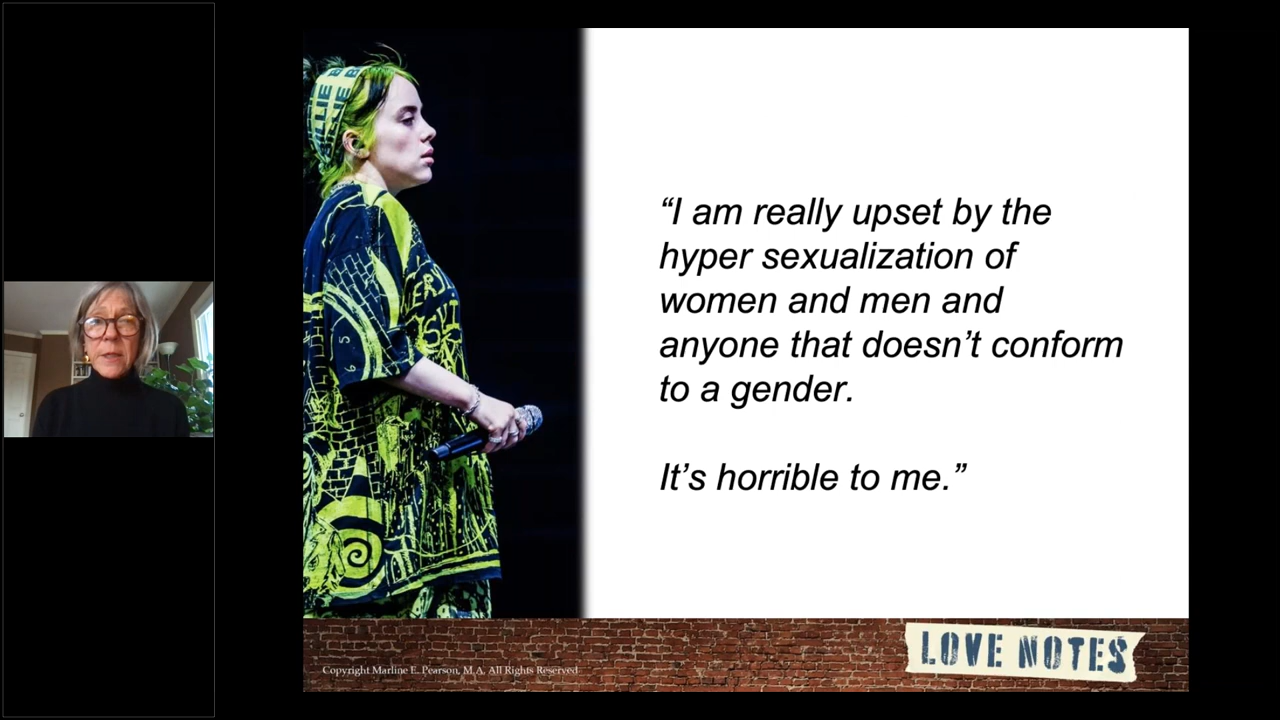 “I am really upset by the
hyper sexualization of
women and men and
anyone that doesn’t conform
to a gender.
It’s horrible to me.”
Copyright Marline E. Pearson, M.A. All Rights Reserved
LOVE NOTES